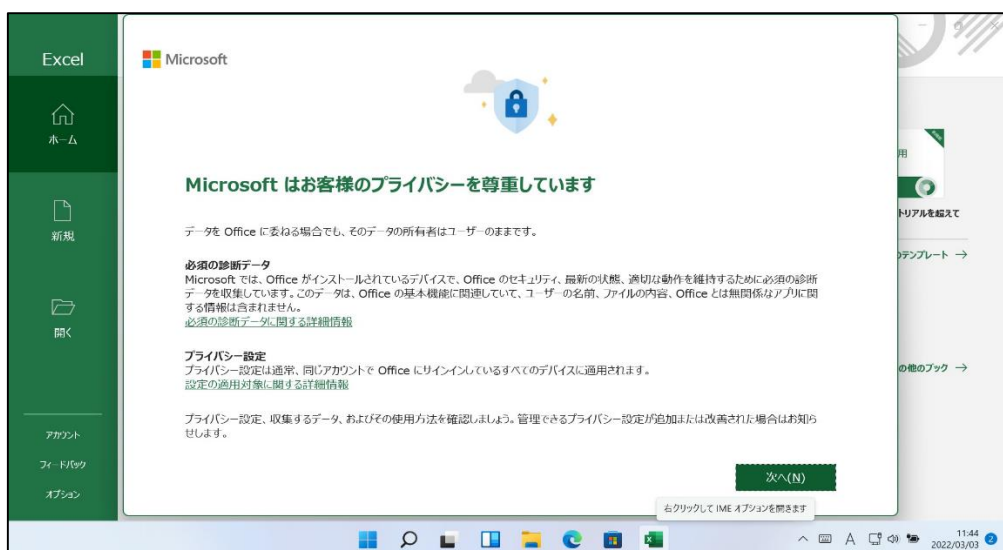 Excel
ホーム
新規
開く
アカウント
フィードバック
オプション
Microsoft
Microsoft はお客様のプライバシーを尊重しています
データを Office に委ねる場合でも、そのデータの所有者はユーザーのままです。
必須の診断データ
Microsoft では、Office がインストールされているデバイスで、Office のセキュリティ、最新の状態、適切な動作を維持するために必須の診断
データを収集しています。このデータは、Office の基本機能に関連していて、ユーザーの名前、ファイルの内容、Office とは無関係なアプリに関
する情報は含まれません。
必須の診断データに関する詳細情報
プライバシー設定
プライバシー設定は通常、同じアカウントで Office にサインインしているすべてのデバイスに適用されます。
設定の適用対象に関する詳細情報
プライバシー設定、収集するデータ、およびその使用方法を確認しましょう。管理できるプライバシー設定が追加または改善された場合はお知ら
せします。
次へ(N)
右クリックして IME オプションを開きます
用
トリアルを超えて
のテンプレート →
の他のブック →
A
11:44
2022/03/03
2